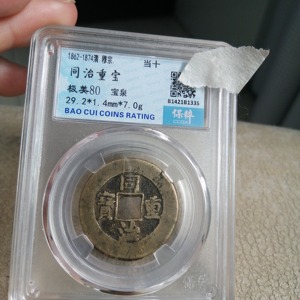 1862-1874清 穆宗 当十
同治重宝
极美80 宝泉
29.2*1.4mm*7.0g
BAO CUI COINS RATING
B1421B1335
保粹
同
寶 重
治